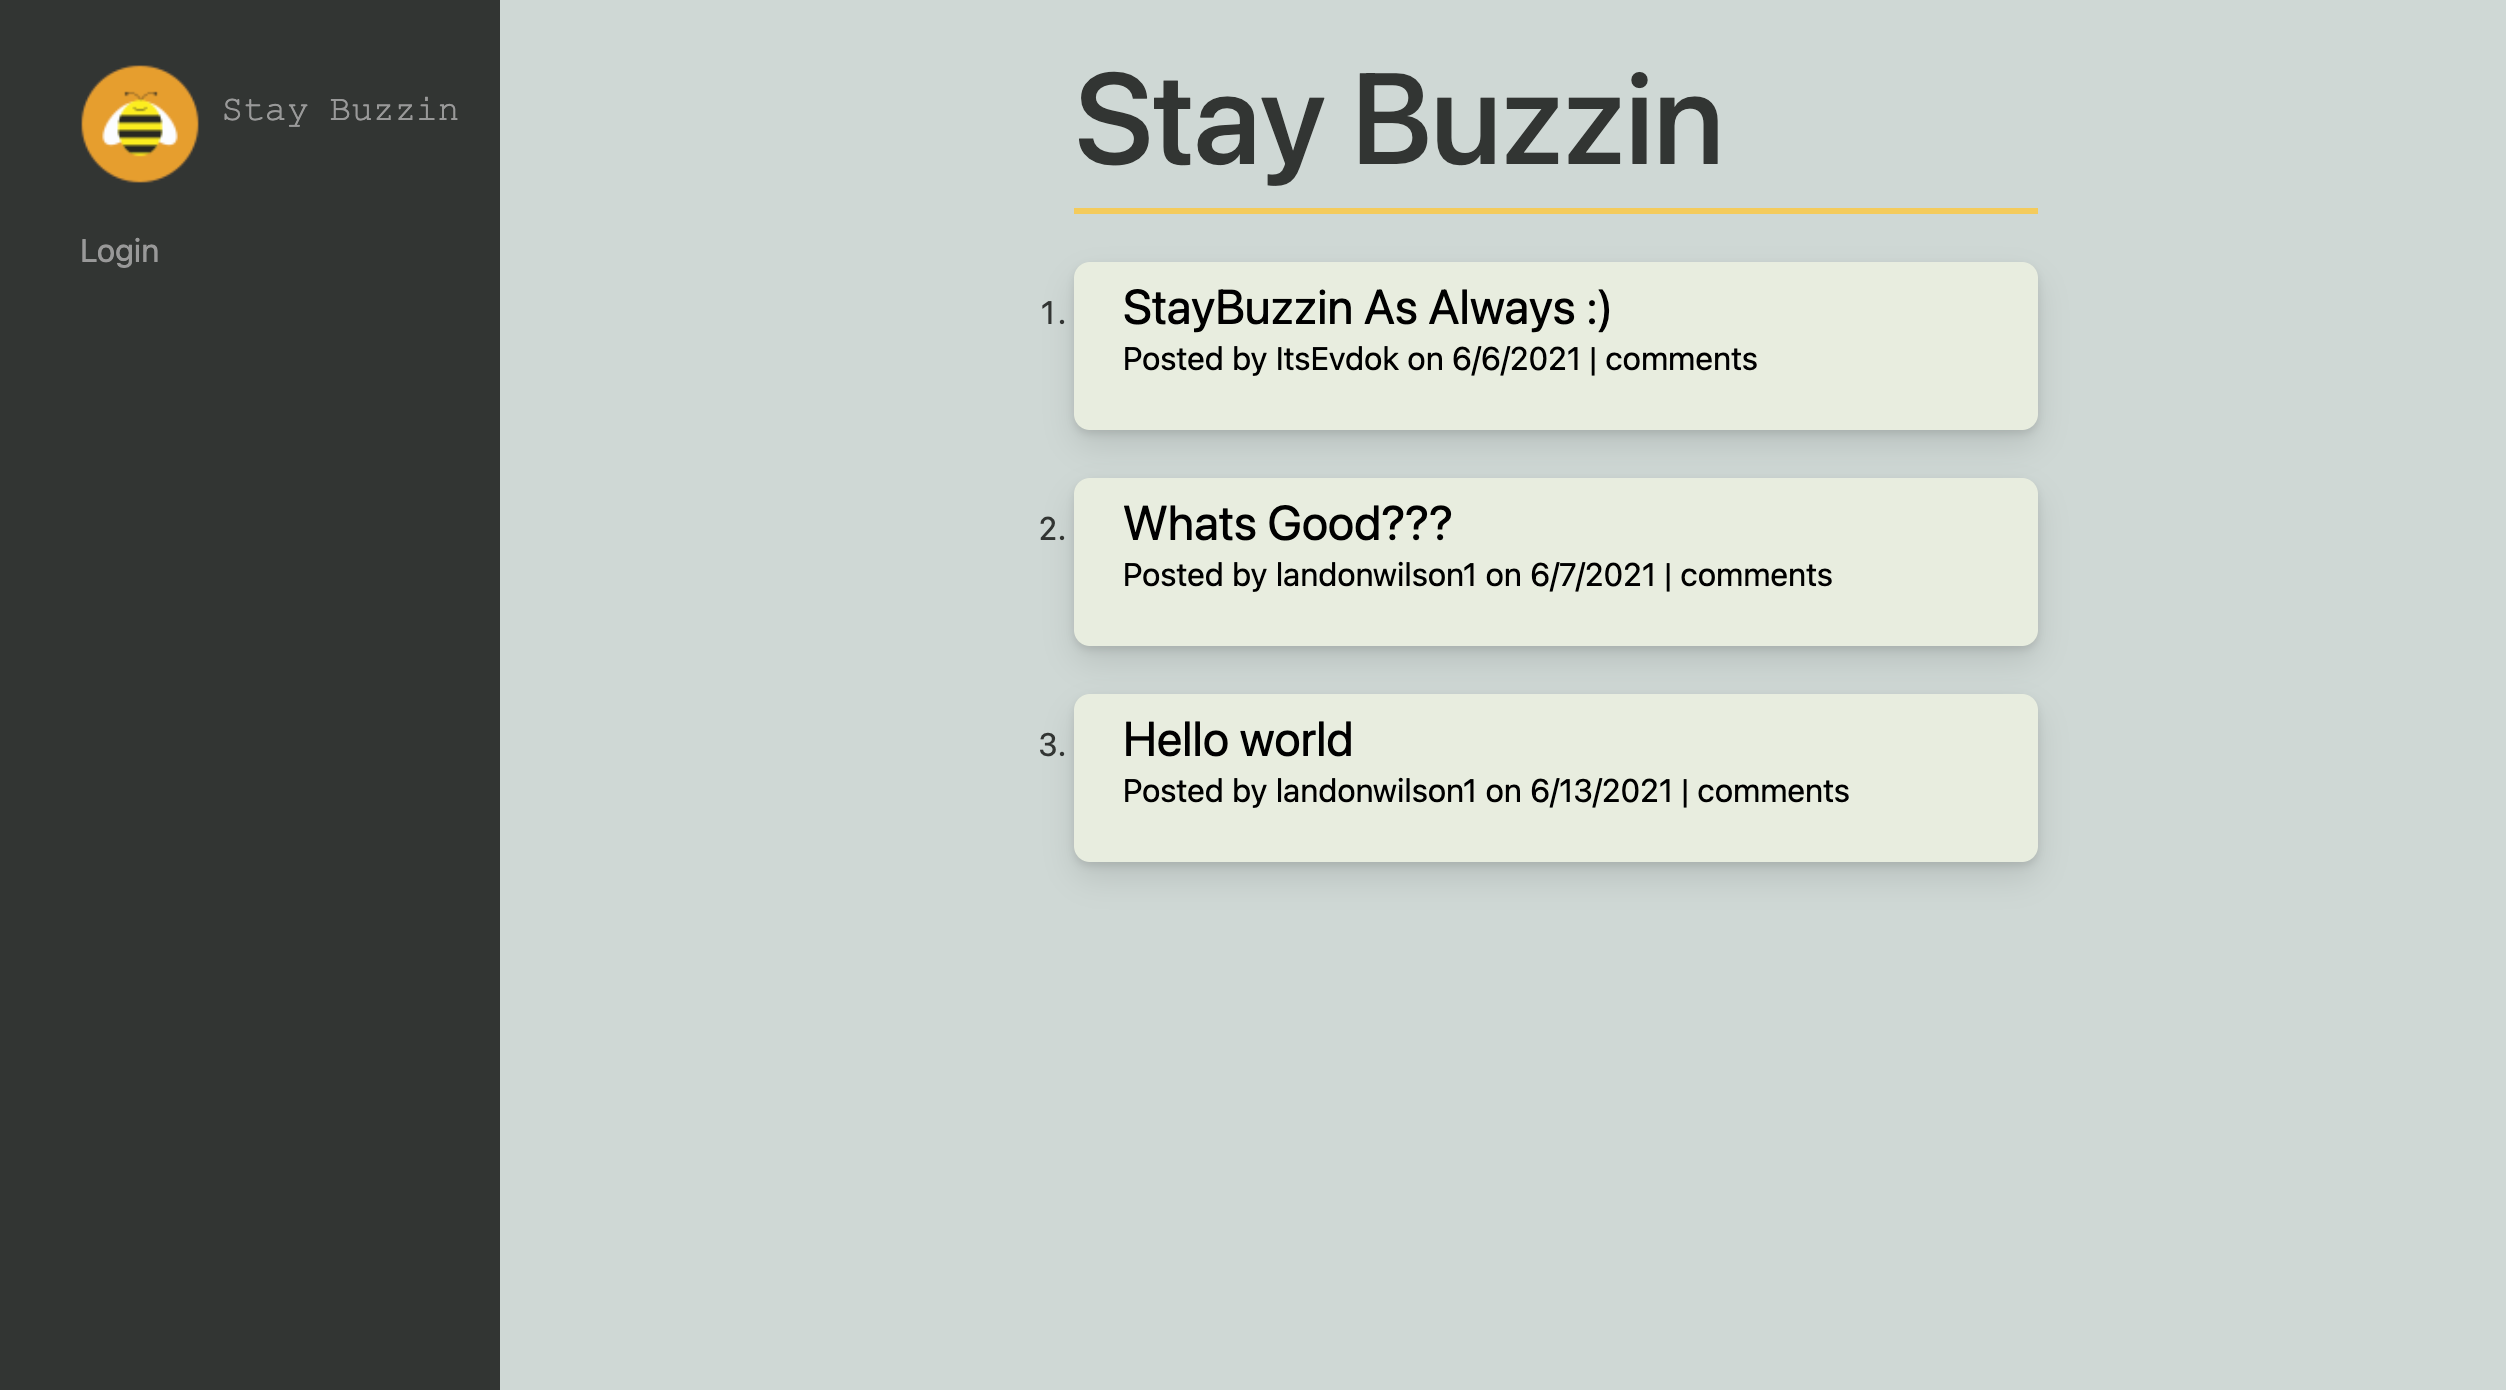 Stay Buzzin
Login
Stay Buzzin
1. StayBuzzin As Always :)
Posted by ItsEvdok on 6/6/2021 | comments
2. Whats Good???
Posted by landonwilson1 on 6/7/2021 | comments
3. Hello world
Posted by landonwilson1 on 6/13/2021 | comments